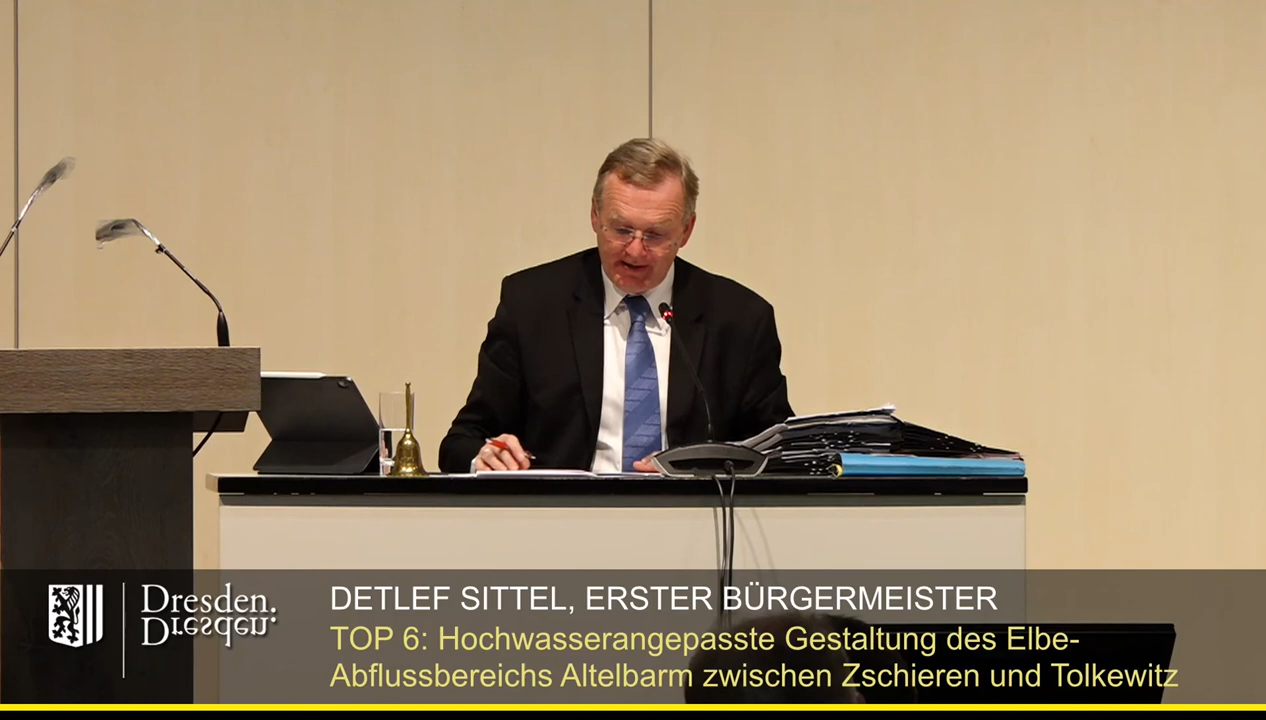 Dresden.
Dresden.
DETLEF SITTEL, ERSTER BÜRGERMEISTER
TOP 6: Hochwasserangepasste Gestaltung des Elbe-
Abflussbereichs Altelbarm zwischen Zschieren und Tolkewitz